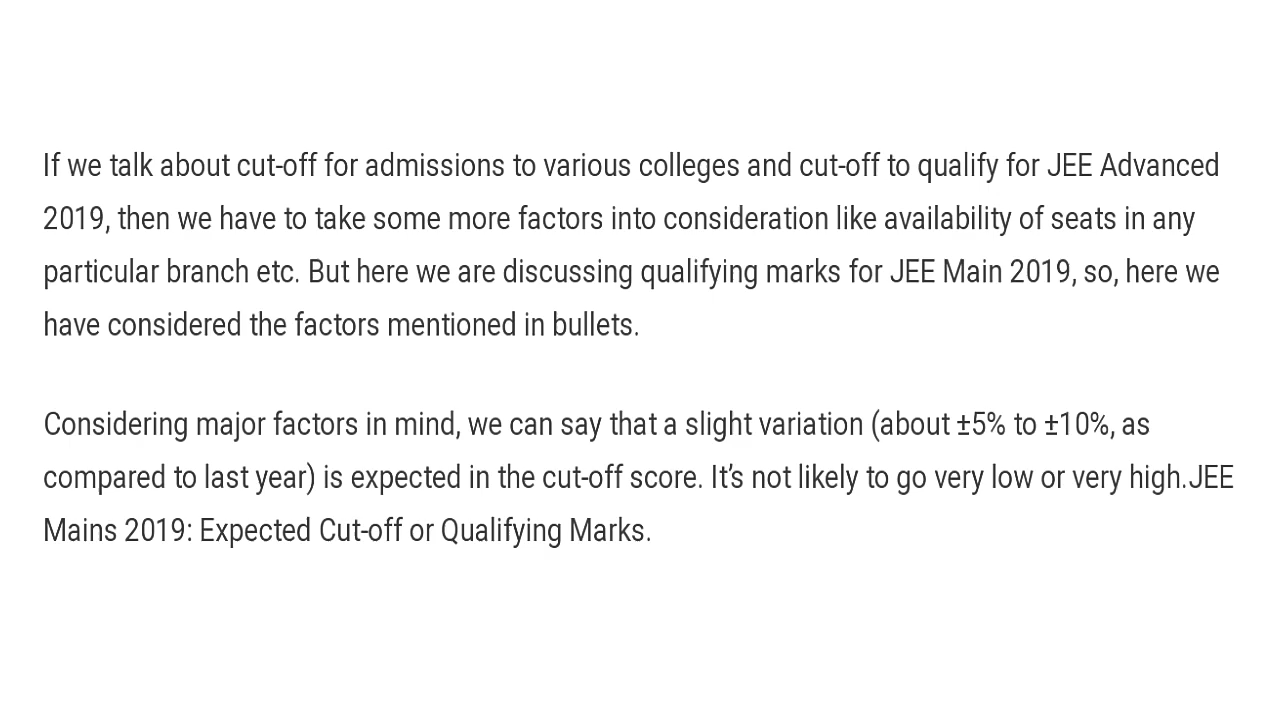 If we talk about cut-off for admissions to various colleges and cut-off to qualify for JEE Advanced
2019, then we have to take some more factors into consideration like availability of seats in any
particular branch etc. But here we are discussing qualifying marks for JEE Main 2019, so, here we
have considered the factors mentioned in bullets.
Considering major factors in mind, we can say that a slight variation (about ±5% to ±10%, as
compared to last year) is expected in the cut-off score. It’s not likely to go very low or very high.JEE
Mains 2019: Expected Cut-off or Qualifying Marks.